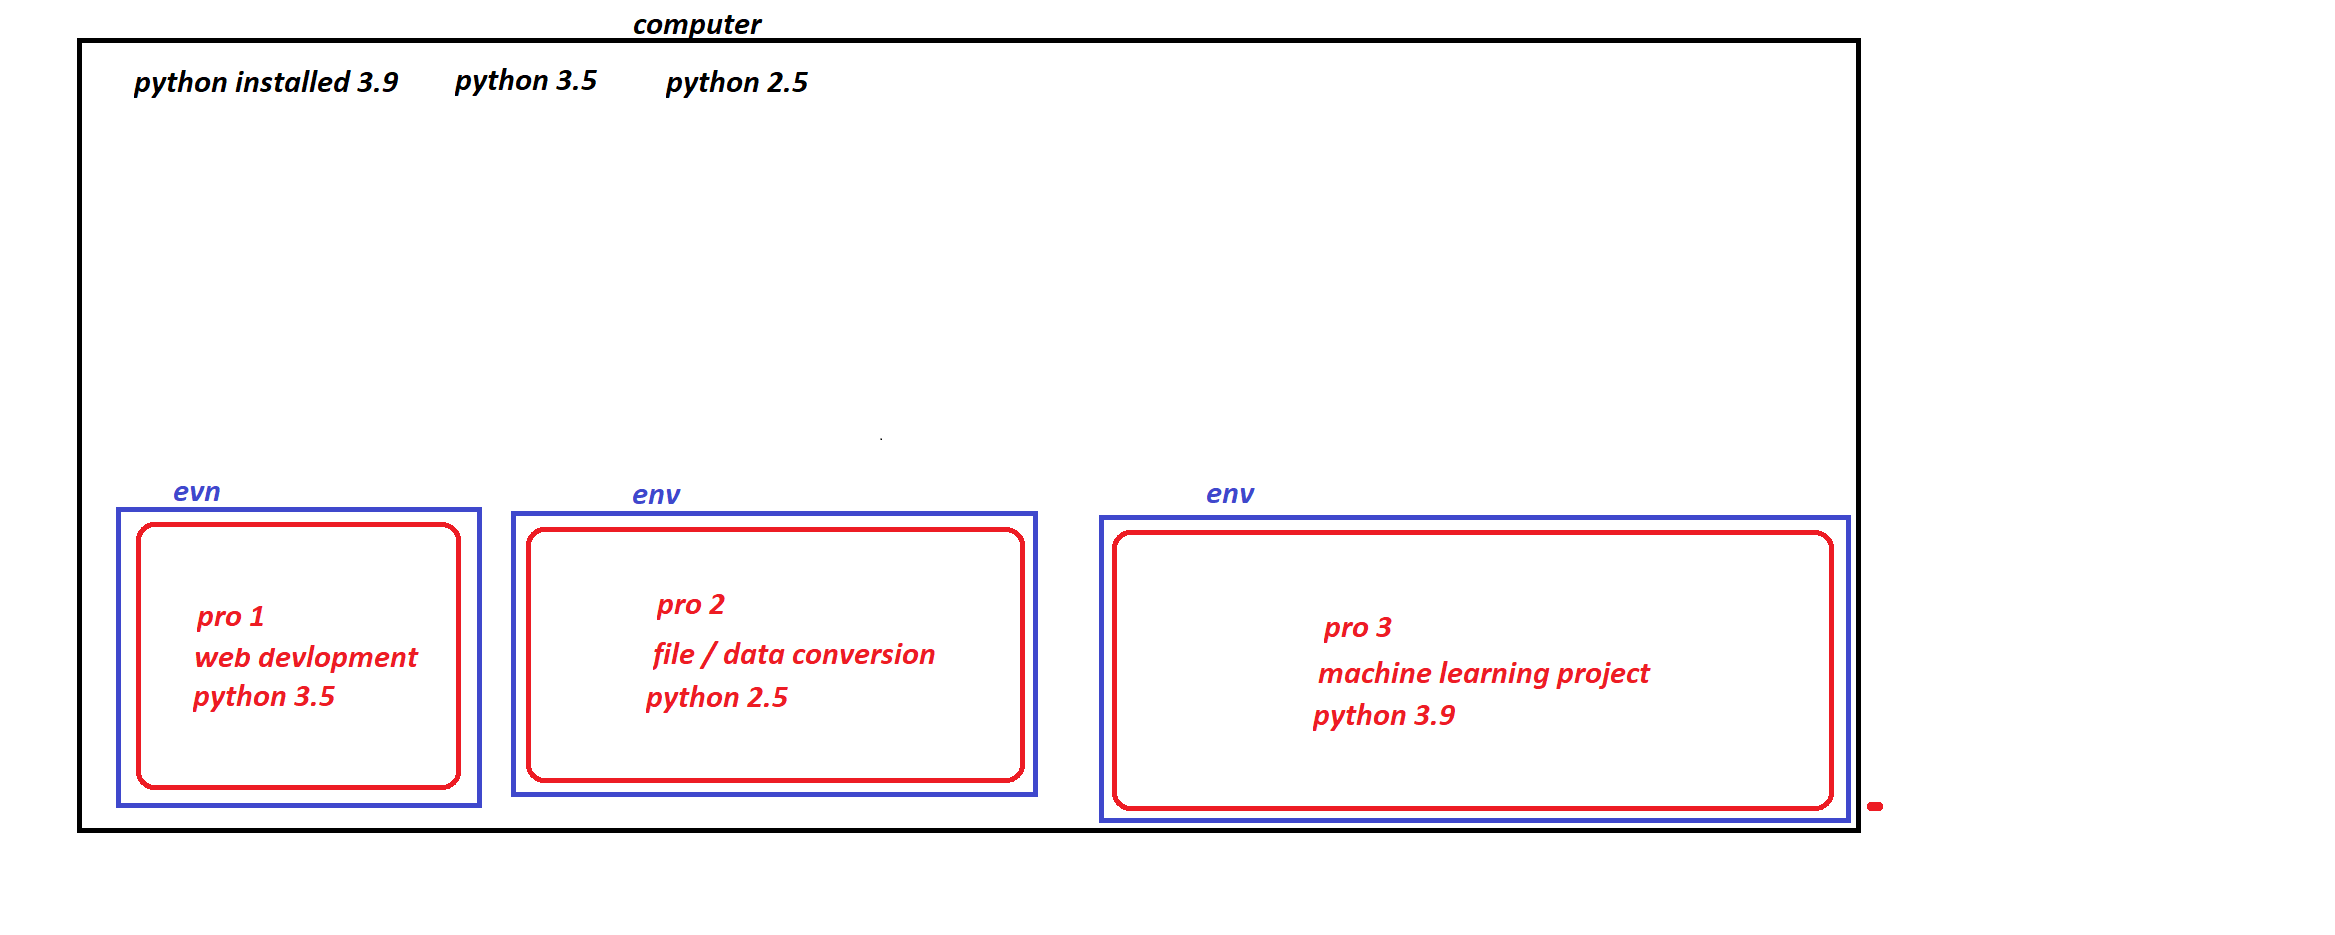 computer
python installed 3.9 python 3.5 python 2.5
evn
pro 1
web devlopment
python 3.5
env
pro 2
file / data conversion
python 2.5
env
pro 3
machine learning project
python 3.9